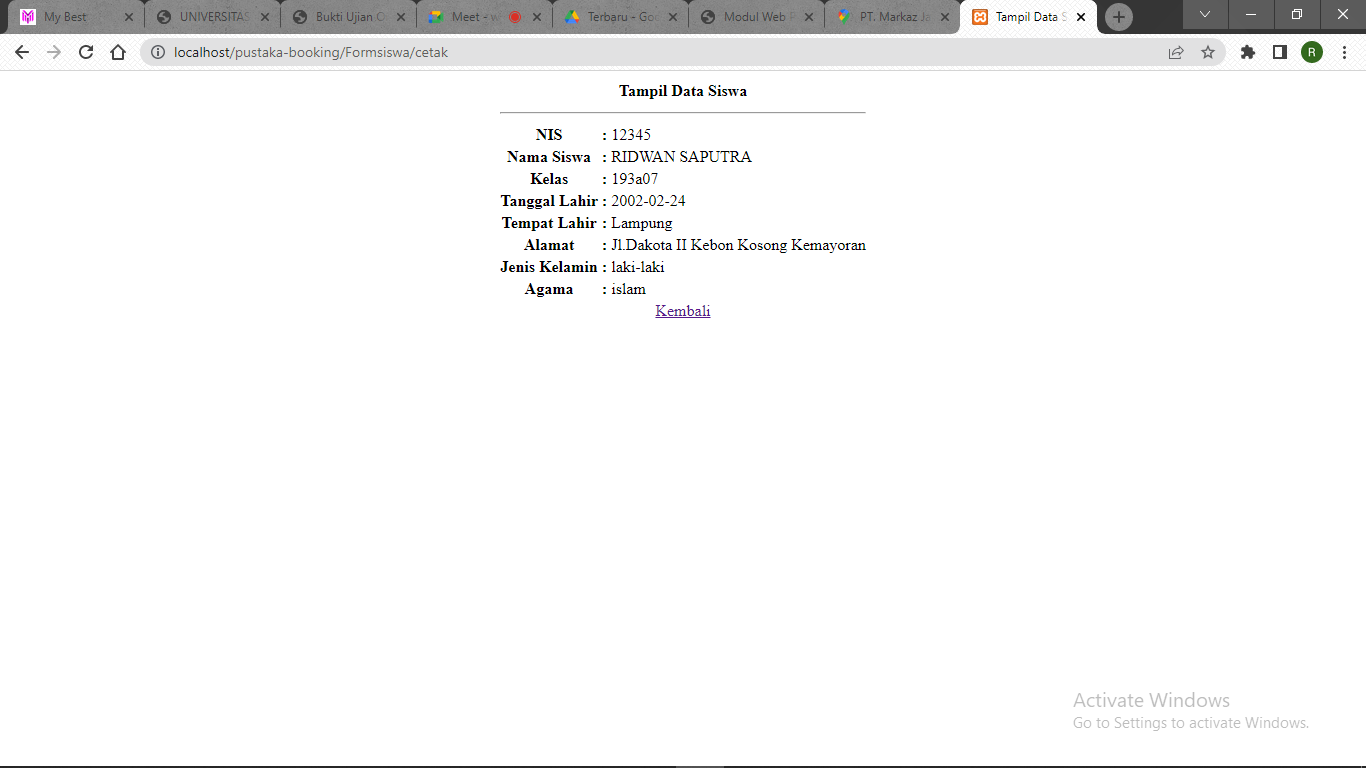 My Best
UNIVERSITAS
Bukti Ujian O
Meet - w
Terbaru - Goo
Modul Web P
PT. Markaz Ja
Tampil Data S
localhost/pustaka-booking/Formsiswa/cetak
R
Tampil Data Siswa
NIS : 12345
Nama Siswa : RIDWAN SAPUTRA
Kelas : 193a07
Tanggal Lahir : 2002-02-24
Tempat Lahir : Lampung
Alamat : Jl.Dakota II Kebon Kosong Kemayoran
Jenis Kelamin : laki-laki
Agama : islam
Kembali
Activate Windows
Go to Settings to activate Windows.